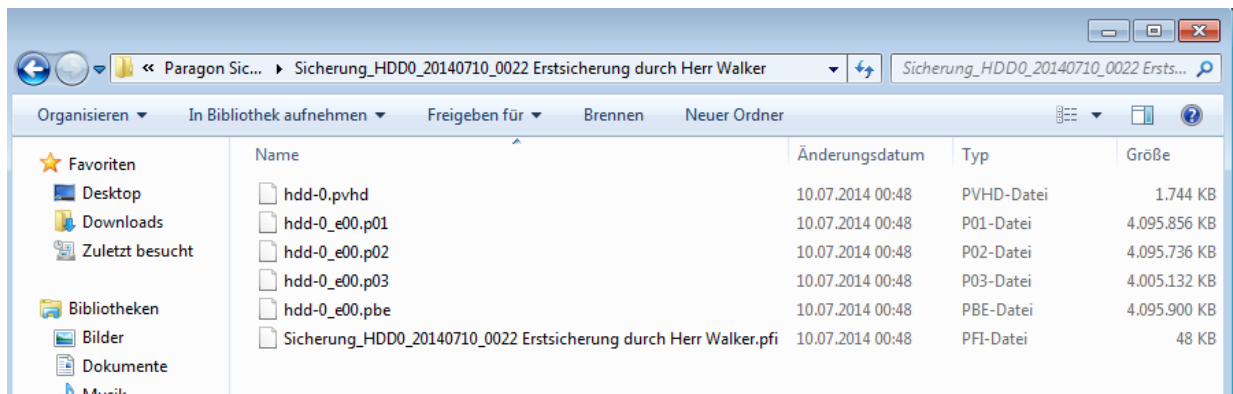 « Paragon Sic... ▸ Sicherung_HDD0_20140710_0022 Erstsicherung durch Herr Walker
Sicherung_HDD0_20140710_0022 Ersts...
Organisieren In Bibliothek aufnehmen Freigeben für Brennen Neuer Ordner
Favoriten
Desktop
Downloads
Zuletzt besucht
Bibliotheken
Bilder
Dokumente
Musik
Name Änderungsdatum Typ Größe
hdd-0.pvhd 10.07.2014 00:48 PVHD-Datei 1.744 KB
hdd-0_e00.p01 10.07.2014 00:48 P01-Datei 4.095.856 KB
hdd-0_e00.p02 10.07.2014 00:48 P02-Datei 4.095.736 KB
hdd-0_e00.p03 10.07.2014 00:48 P03-Datei 4.005.132 KB
hdd-0_e00.pbe 10.07.2014 00:48 PBE-Datei 4.095.900 KB
Sicherung_HDD0_20140710_0022 Erstsicherung durch Herr Walker.pfi 10.07.2014 00:48 PFI-Datei 48 KB